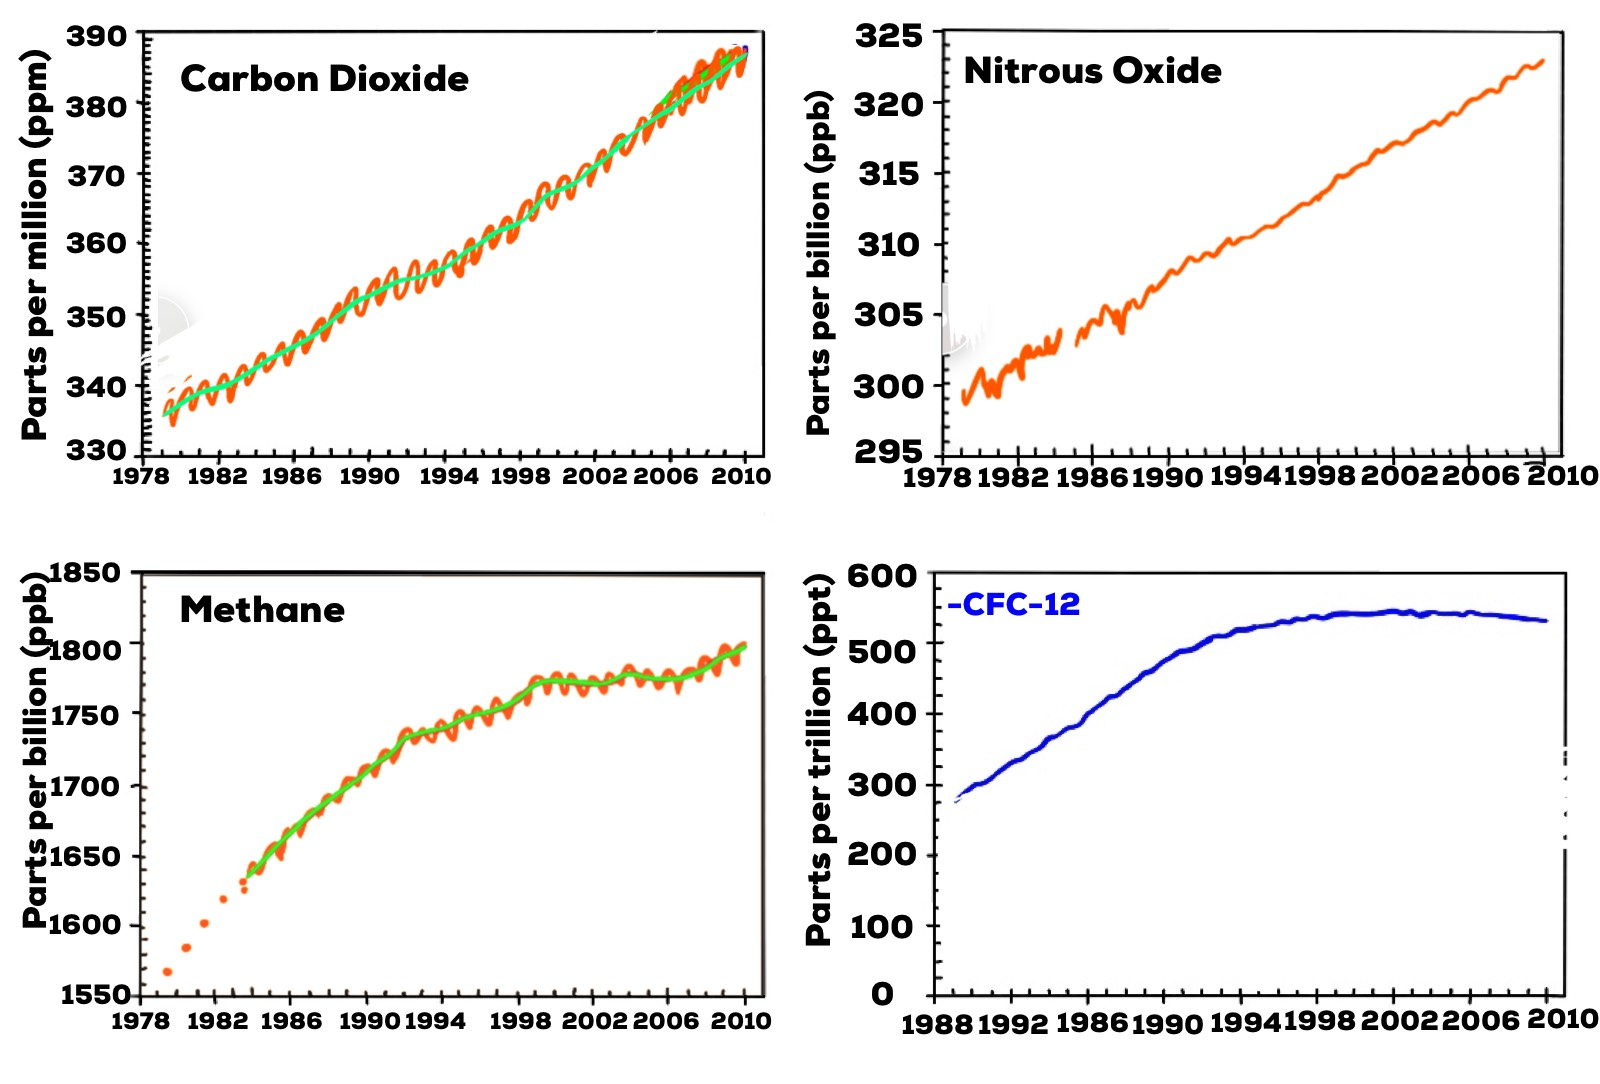 Carbon Dioxide
Parts per million (ppm)
390
380
370
360
350
340
330
1978 1982 1986 1990 1994 1998 2002 2006 2010
Nitrous Oxide
Parts per billion (ppb)
325
320
315
310
305
300
295
1978 1982 1986 1990 1994 1998 2002 2006 2010
Methane
Parts per billion (ppb)
1850
1800
1750
1700
1650
1600
1550
1978 1982 1986 1990 1994 1998 2002 2006 2010
-CFC-12
Parts per trillion (ppt)
600
500
400
300
200
100
0
1988 1992 1986 1990 1994 1998 2002 2006 2010